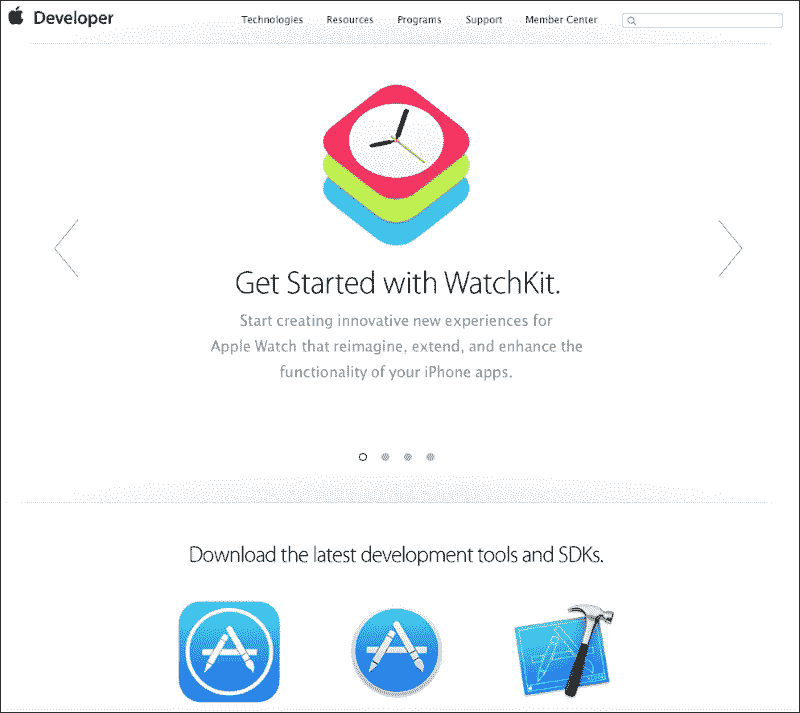 Developer Technologies Resources Programs Support Member Center
Get Started with WatchKit.
Start creating innovative new experiences for
Apple Watch that reimagine, extend, and enhance the
functionality of your iPhone apps.
Download the latest development tools and SDKs.